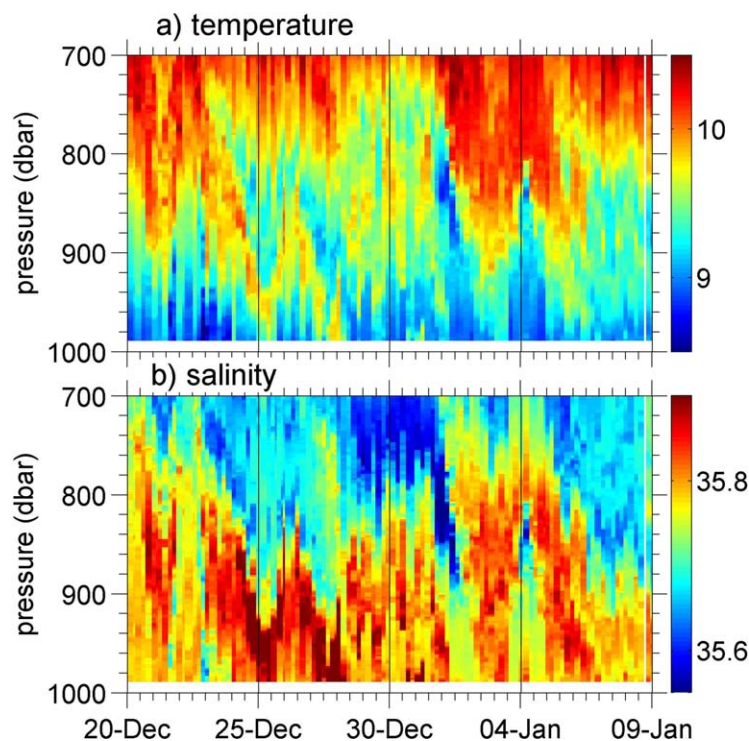 a) temperature
700
800
900
1000
pressure (dbar)
10
9
b) salinity
700
800
900
1000
pressure (dbar)
35.8
35.6
20-Dec 25-Dec 30-Dec 04-Jan 09-Jan